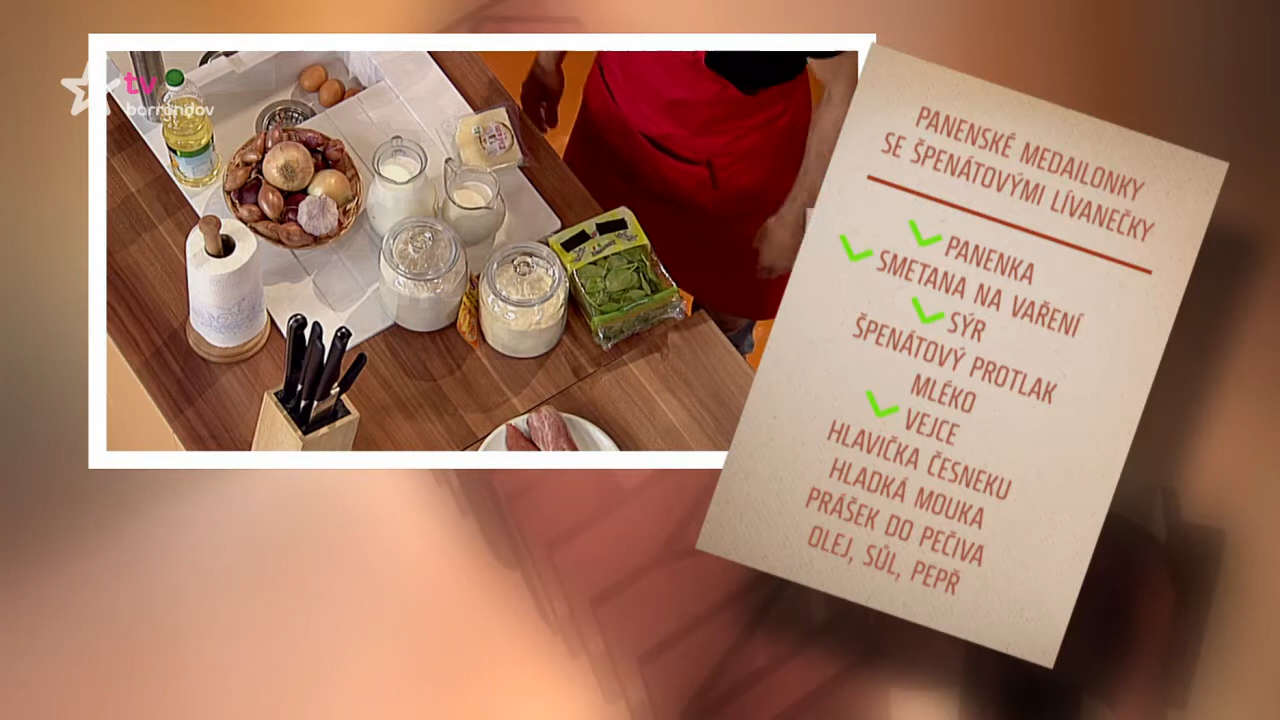 tv
barrandov
PANENSKÉ MEDAILONKY
SE ŠPENÁTOVÝMI LÍVANEČKY
PANENKA
SMETANA NA VAŘENÍ
SÝR
ŠPENÁTOVÝ PROTLAK
MLÉKO
VEJCE
HLAVIČKA ČESNEKU
HLADKÁ MOUKA
PRÁŠEK DO PEČIVA
OLEJ, SŮL, PEPŘ